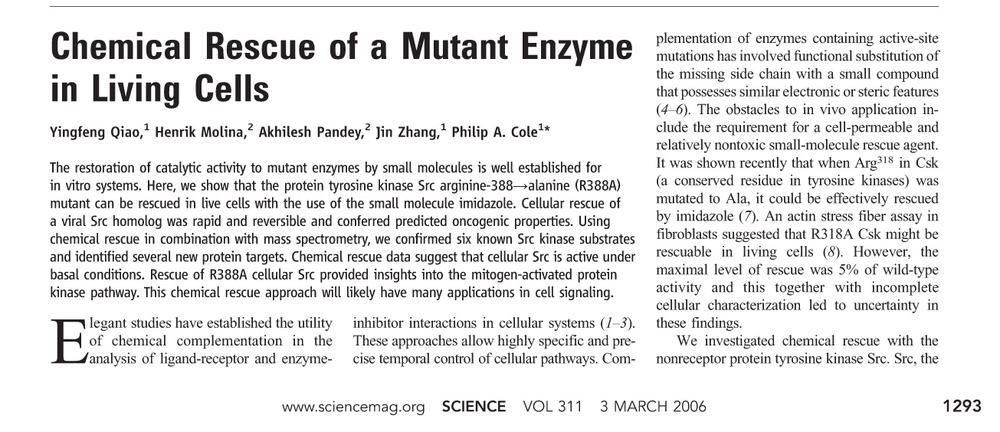 Chemical Rescue of a Mutant Enzyme
in Living Cells
Yingfeng Qiao,1 Henrik Molina,2 Akhilesh Pandey,2 Jin Zhang,1 Philip A. Cole1*
The restoration of catalytic activity to mutant enzymes by small molecules is well established for
in vitro systems. Here, we show that the protein tyrosine kinase Src arginine-388→alanine (R388A)
mutant can be rescued in live cells with the use of the small molecule imidazole. Cellular rescue of
a viral Src homolog was rapid and reversible and conferred predicted oncogenic properties. Using
chemical rescue in combination with mass spectrometry, we confirmed six known Src kinase substrates
and identified several new protein targets. Chemical rescue data suggest that cellular Src is active under
basal conditions. Rescue of R388A cellular Src provided insights into the mitogen-activated protein
kinase pathway. This chemical rescue approach will likely have many applications in cell signaling.
Elegant studies have established the utility
of chemical complementation in the
analysis of ligand-receptor and enzyme-
inhibitor interactions in cellular systems (1–3).
These approaches allow highly specific and pre-
cise temporal control of cellular pathways. Com-
plementation of enzymes containing active-site
mutations has involved functional substitution of
the missing side chain with a small compound
that possesses similar electronic or steric features
(4–6). The obstacles to in vivo application in-
clude the requirement for a cell-permeable and
relatively nontoxic small-molecule rescue agent.
It was shown recently that when Arg318 in Csk
(a conserved residue in tyrosine kinases) was
mutated to Ala, it could be effectively rescued
by imidazole (7). An actin stress fiber assay in
fibroblasts suggested that R318A Csk might be
rescuable in living cells (8). However, the
maximal level of rescue was 5% of wild-type
activity and this together with incomplete
cellular characterization led to uncertainty in
these findings.
We investigated chemical rescue with the
nonreceptor protein tyrosine kinase Src. Src, the
www.sciencemag.org SCIENCE VOL 311 3 MARCH 2006 1293